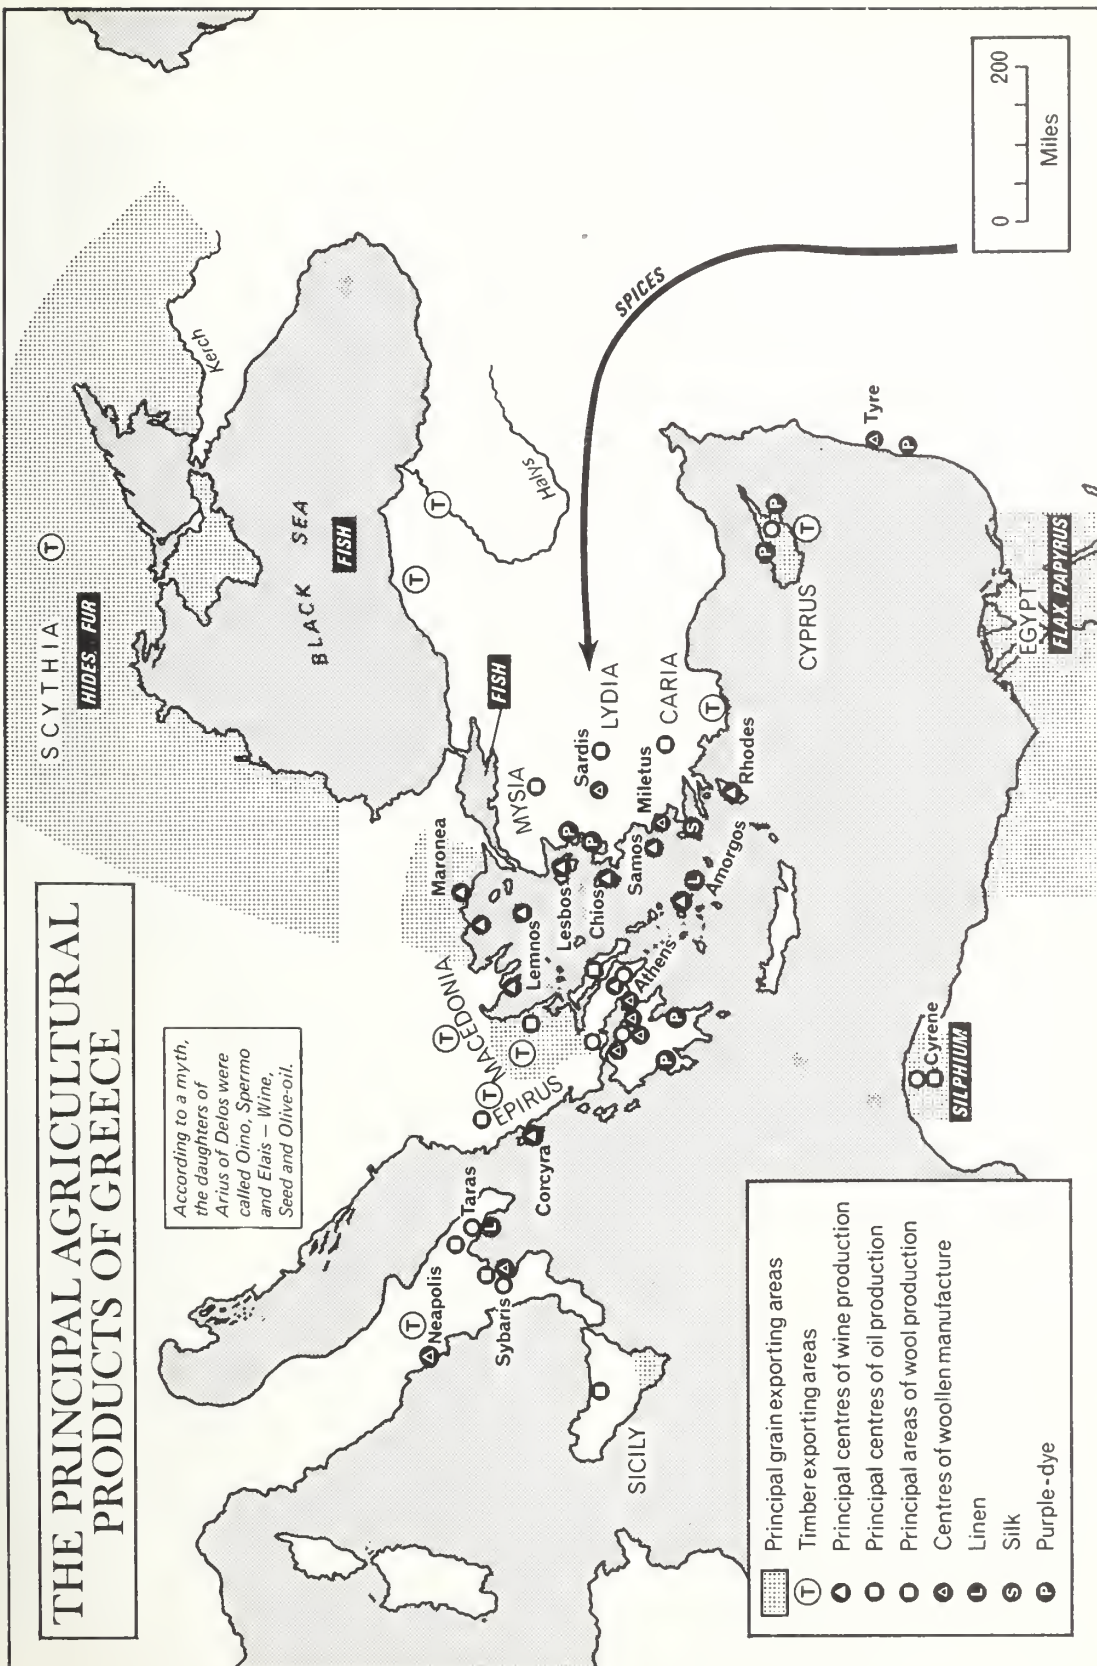 THE PRINCIPAL AGRICULTURAL
PRODUCTS OF GREECE
According to a myth,
the daughters of
Arius of Delos were
called Oino, Spermo
and Elais – Wine,
Seed and Olive-oil.
SCYTHIA
T
HIDES FUR
Kerch
BLACK SEA
FISH
T
T
Halys
FISH
SPICES
MYSIA
Sardis
LYDIA
Miletus
CARIA
T
Rhodes
Maronea
Lemnos
Lesbos
P
P
Chios
Samos
S
L
Amorgos
Athens
P
P
MACEDONIA
T
T
T
EPIRUS
Corcyra
Taras
L
Neapolis
T
Sybaris
SICILY
CYPRUS
P
P
T
Tyre
P
EGYPT
FLAX, PAPYRUS
Cyrene
SILPHIUM
0 200
Miles
Principal grain exporting areas
T Timber exporting areas
Principal centres of wine production
Principal centres of oil production
Principal areas of wool production
Centres of woollen manufacture
L Linen
S Silk
P Purple-dye